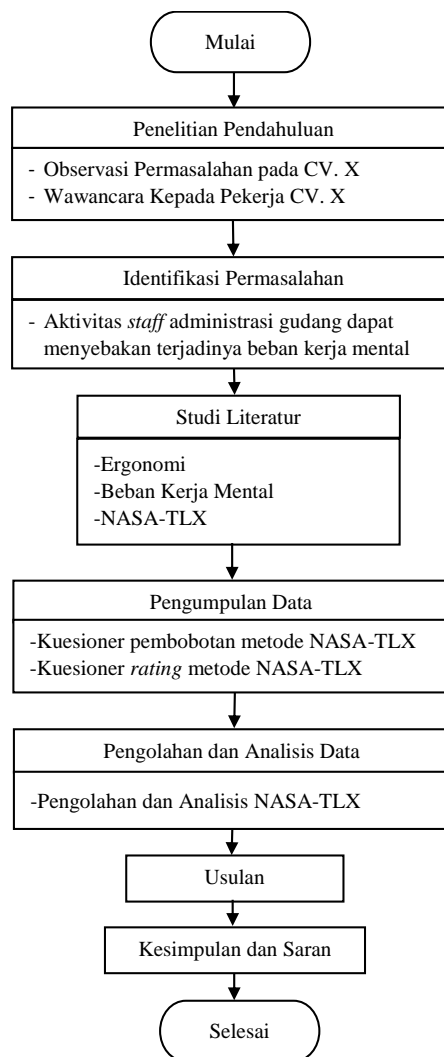 Mulai
Penelitian Pendahuluan
- Observasi Permasalahan pada CV. X
- Wawancara Kepada Pekerja CV. X
Identifikasi Permasalahan
- Aktivitas staff administrasi gudang dapat
menyebakan terjadinya beban kerja mental
Studi Literatur
-Ergonomi
-Beban Kerja Mental
-NASA-TLX
Pengumpulan Data
-Kuesioner pembobotan metode NASA-TLX
-Kuesioner rating metode NASA-TLX
Pengolahan dan Analisis Data
-Pengolahan dan Analisis NASA-TLX
Usulan
Kesimpulan dan Saran
Selesai